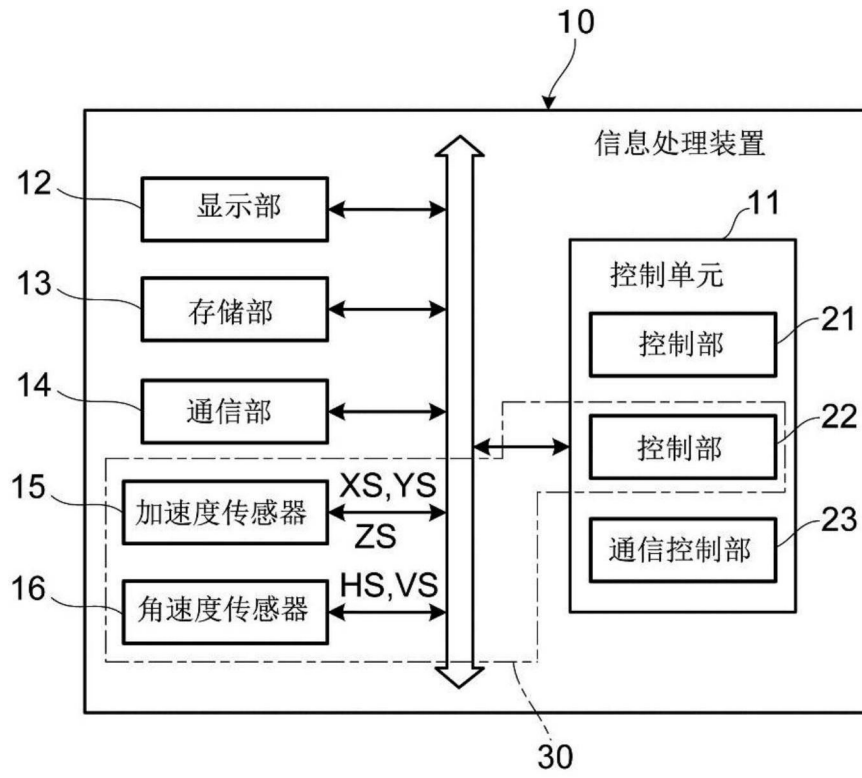 10
信息处理装置
12
显示部
11
控制单元
13
存储部
21
控制部
14
通信部
22
控制部
15
加速度传感器
XS,YS
ZS
23
通信控制部
16
角速度传感器
HS,VS
30